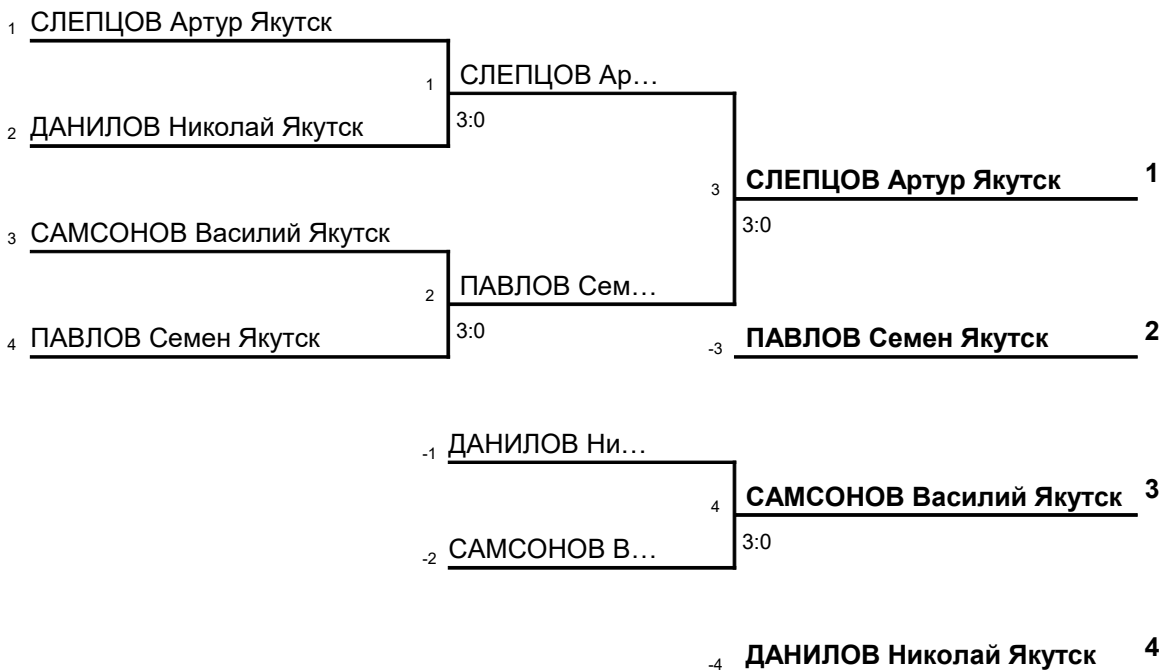 1 СЛЕПЦОВ Артур Якутск
1 СЛЕПЦОВ Ар...
2 ДАНИЛОВ Николай Якутск
3:0
3 СЛЕПЦОВ Артур Якутск 1
3:0
3 САМСОНОВ Василий Якутск
2 ПАВЛОВ Сем...
4 ПАВЛОВ Семен Якутск
3:0
-3 ПАВЛОВ Семен Якутск 2
-1 ДАНИЛОВ Ни...
4 САМСОНОВ Василий Якутск 3
3:0
-2 САМСОНОВ В...
-4 ДАНИЛОВ Николай Якутск 4